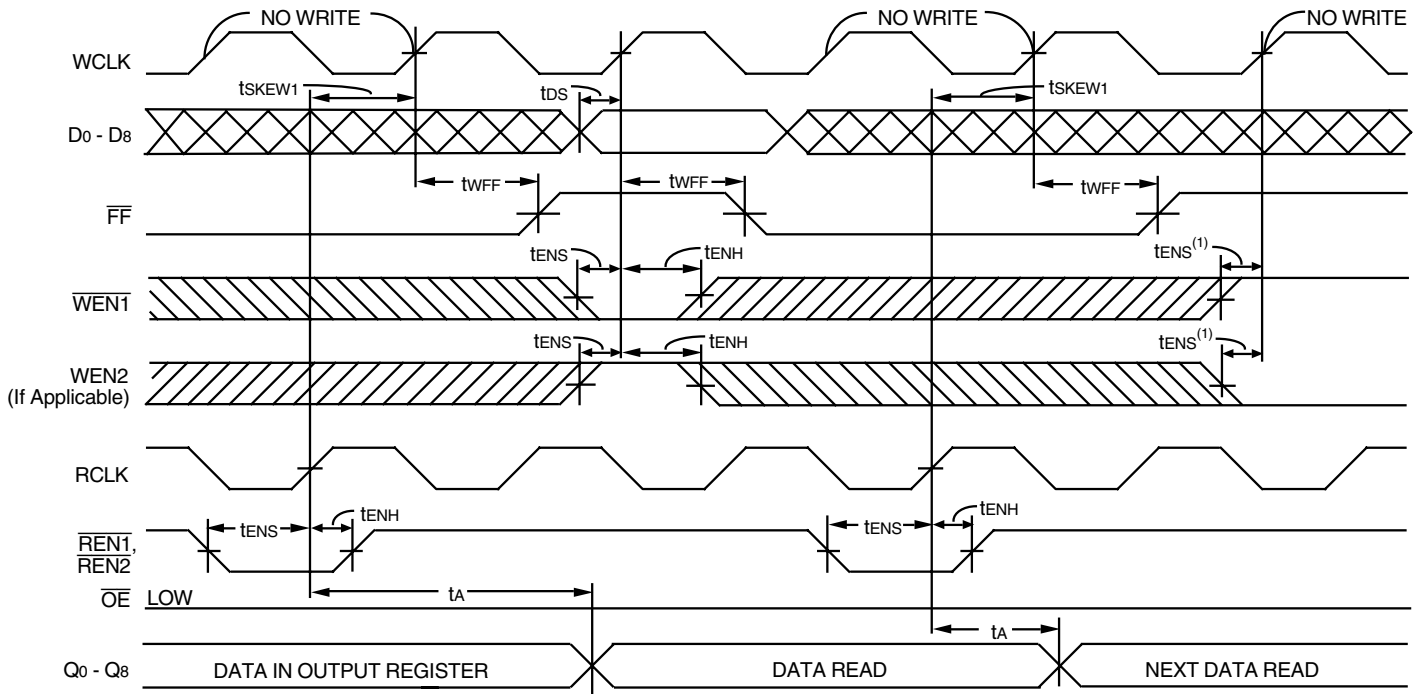 NO WRITE NO WRITE NO WRITE
WCLK
tSKEW1 tDS tSKEW1
D0 - D8
tWFF tWFF tWFF
FF
tENS tENH tENS(1)
WEN1
tENS tENH tENS(1)
WEN2
(If Applicable)
RCLK
tENS tENH tENS tENH
REN1,
REN2
tA
OE LOW
tA
Q0 - Q8 DATA IN OUTPUT REGISTER DATA READ NEXT DATA READ